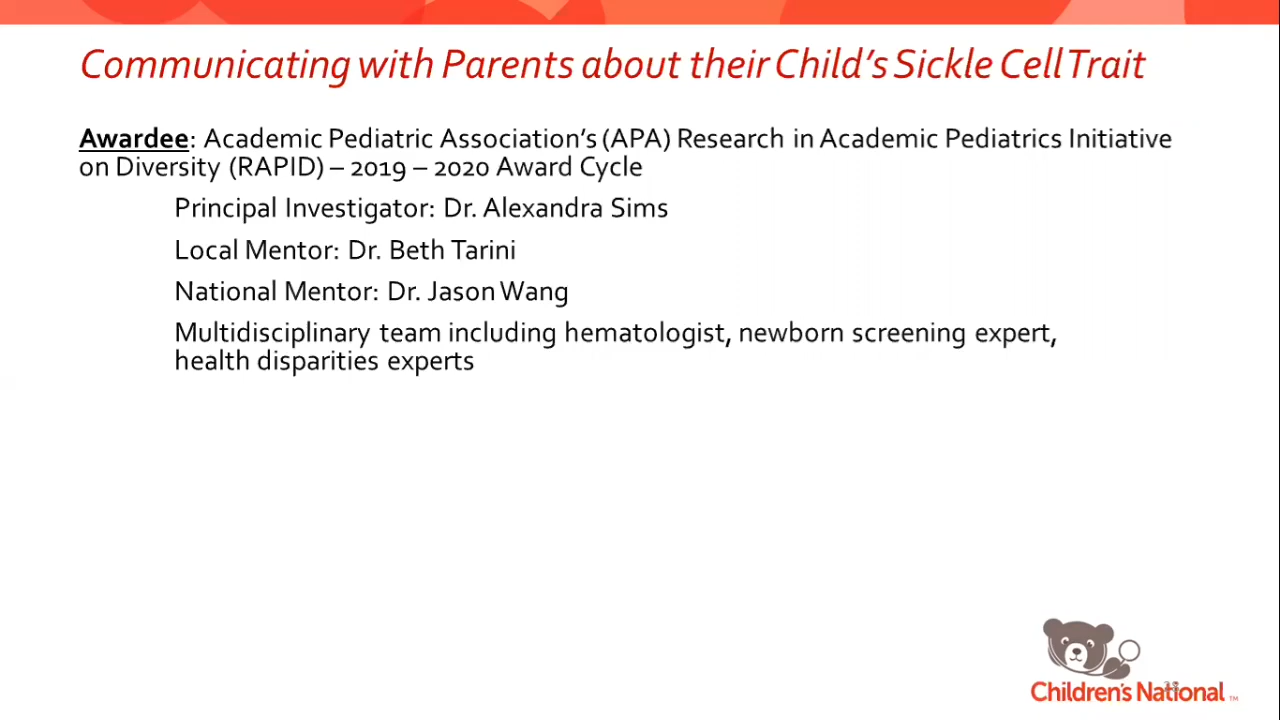 Communicating with Parents about their Child's Sickle Cell Trait
Awardee: Academic Pediatric Association's (APA) Research in Academic Pediatrics Initiative
on Diversity (RAPID) – 2019 – 2020 Award Cycle
Principal Investigator: Dr. Alexandra Sims
Local Mentor: Dr. Beth Tarini
National Mentor: Dr. Jason Wang
Multidisciplinary team including hematologist, newborn screening expert,
health disparities experts
Children's National TM